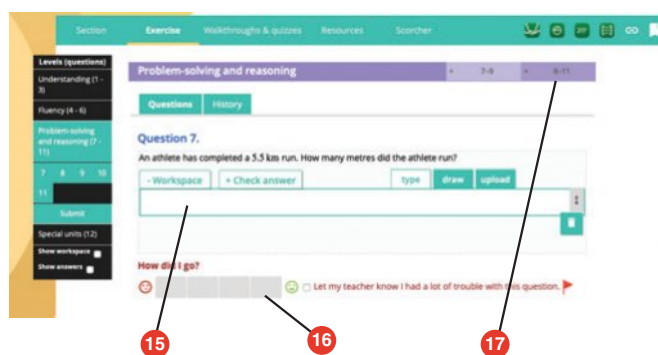 Section Exercise Walkthroughs & quizzes Resources Scorcher
Levels (questions)
Understanding (1 -
3)
Fluency (4 - 6)
Problem-solving
and reasoning (7 -
11)
7 8 9 10
11
Submit
Special units (12)
Show workspace
Show answers
Problem-solving and reasoning 7-9 8-11
Questions History
Question 7.
An athlete has completed a 5.5 km run. How many metres did the athlete run?
- Workspace + Check answer type draw upload
How did I go?
Let my teacher know I had a lot of trouble with this question.
15 16 17